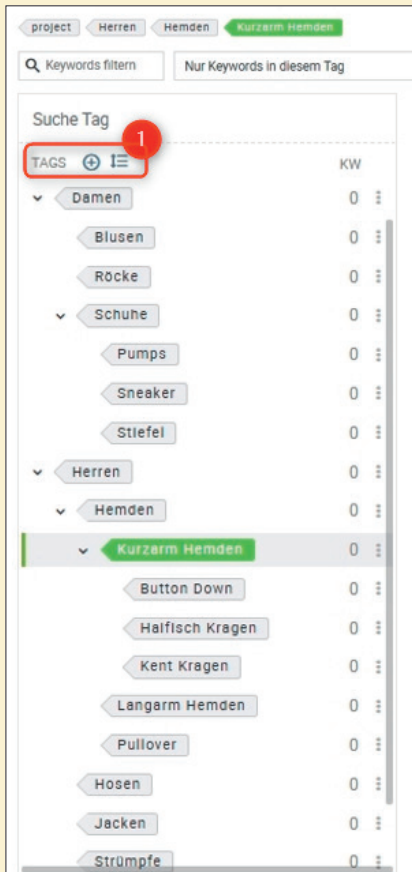 project Herren Hemden Kurzarm Hemden
Keywords filtern Nur Keywords in diesem Tag
Suche Tag
1
TAGS KW
Damen 0
Blusen 0
Röcke 0
Schuhe 0
Pumps 0
Sneaker 0
Stiefel 0
Herren 0
Hemden 0
Kurzarm Hemden 0
Button Down 0
Haifisch Kragen 0
Kent Kragen 0
Langarm Hemden 0
Pullover 0
Hosen 0
Jacken 0
Strümpfe 0